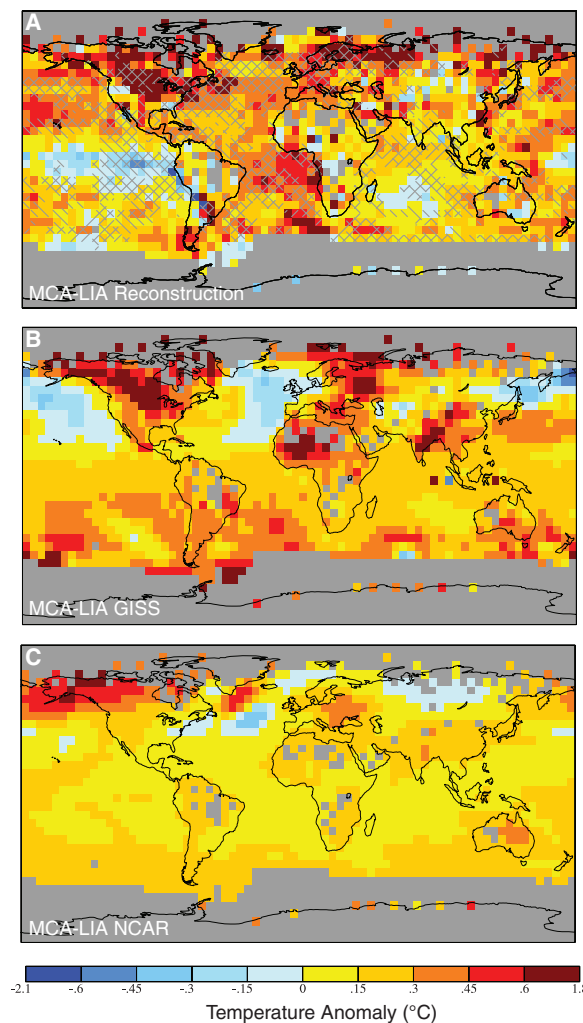 A
MCA-LIA Reconstruction
B
MCA-LIA GISS
C
MCA-LIA NCAR
-2.1 -.6 -.45 -.3 -0.15 0 .15 .3 .45 .6 1.8
Temperature Anomaly (°C)